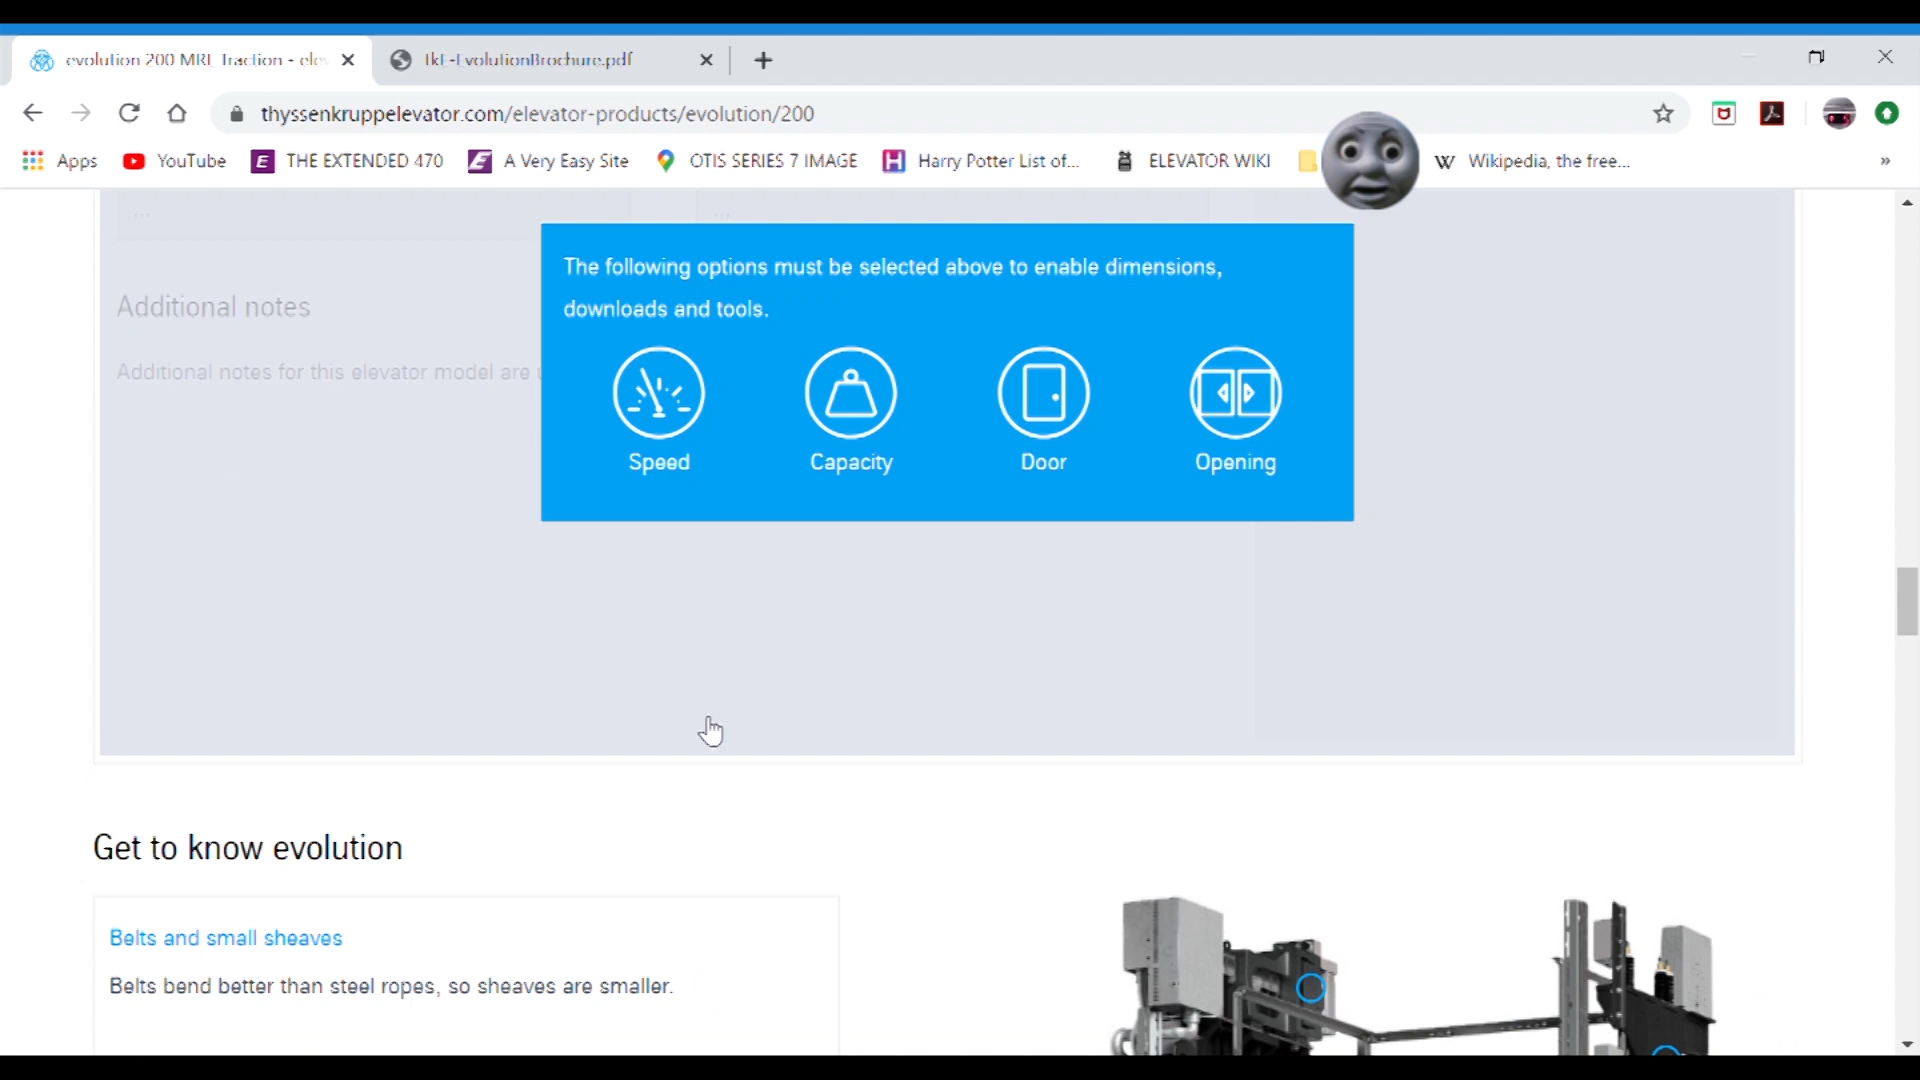 evolution 200 MRL Traction - ele
tkE-EvolutionBrochure.pdf
thyssenkruppelevator.com/elevator-products/evolution/200
Apps
YouTube
THE EXTENDED 470
A Very Easy Site
OTIS SERIES 7 IMAGE
Harry Potter List of...
ELEVATOR WIKI
Wikipedia, the free...
»
...
...
The following options must be selected above to enable dimensions,
downloads and tools.
Additional notes
Additional notes for this elevator model are
Speed
Capacity
Door
Opening
Get to know evolution
Belts and small sheaves
Belts bend better than steel ropes, so sheaves are smaller.